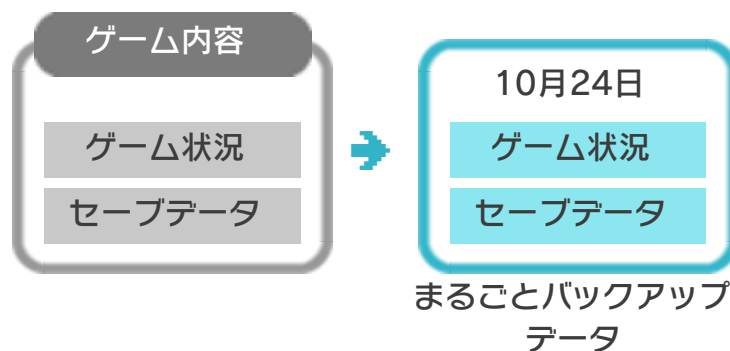 ゲーム内容
ゲーム状況
セーブデータ
10月24日
ゲーム状況
セーブデータ
まるごとバックアップ
データ